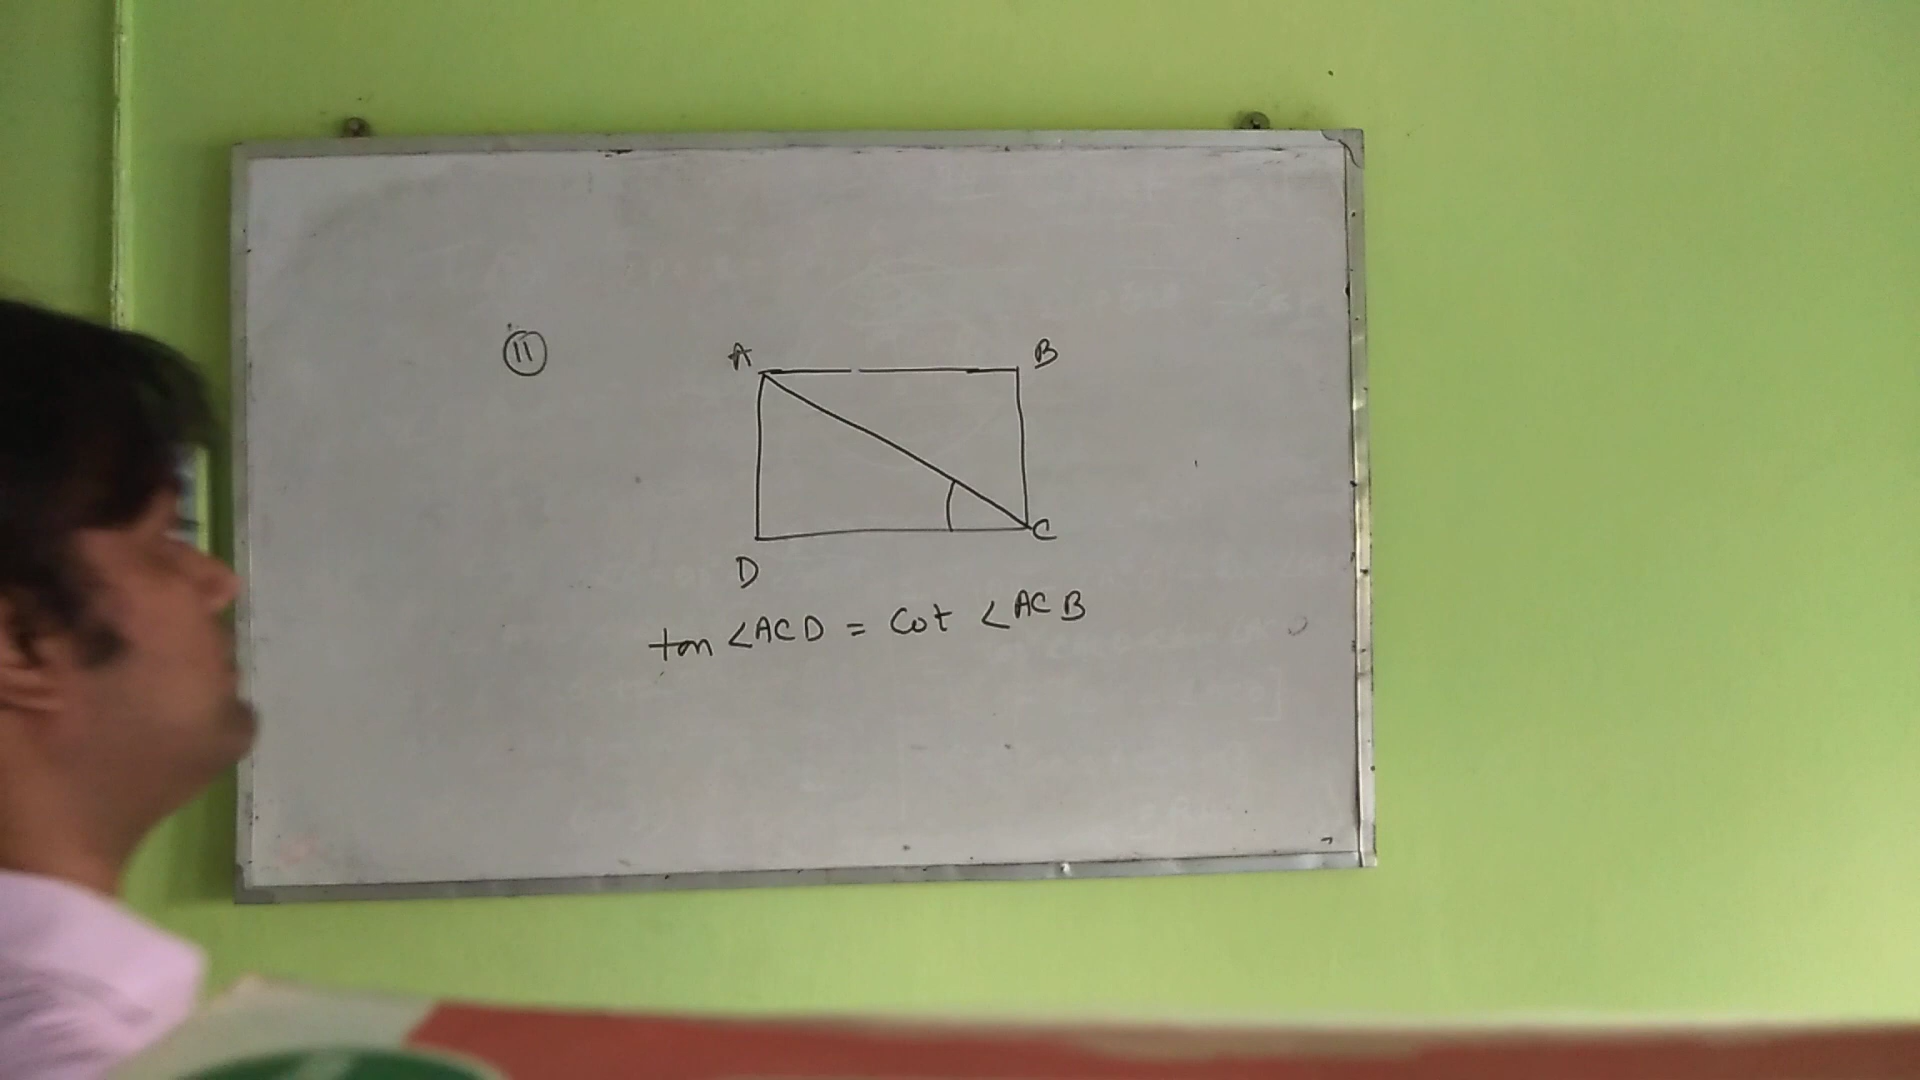 11
A B
C
D
tan ∠ACD = Cot ∠ACB